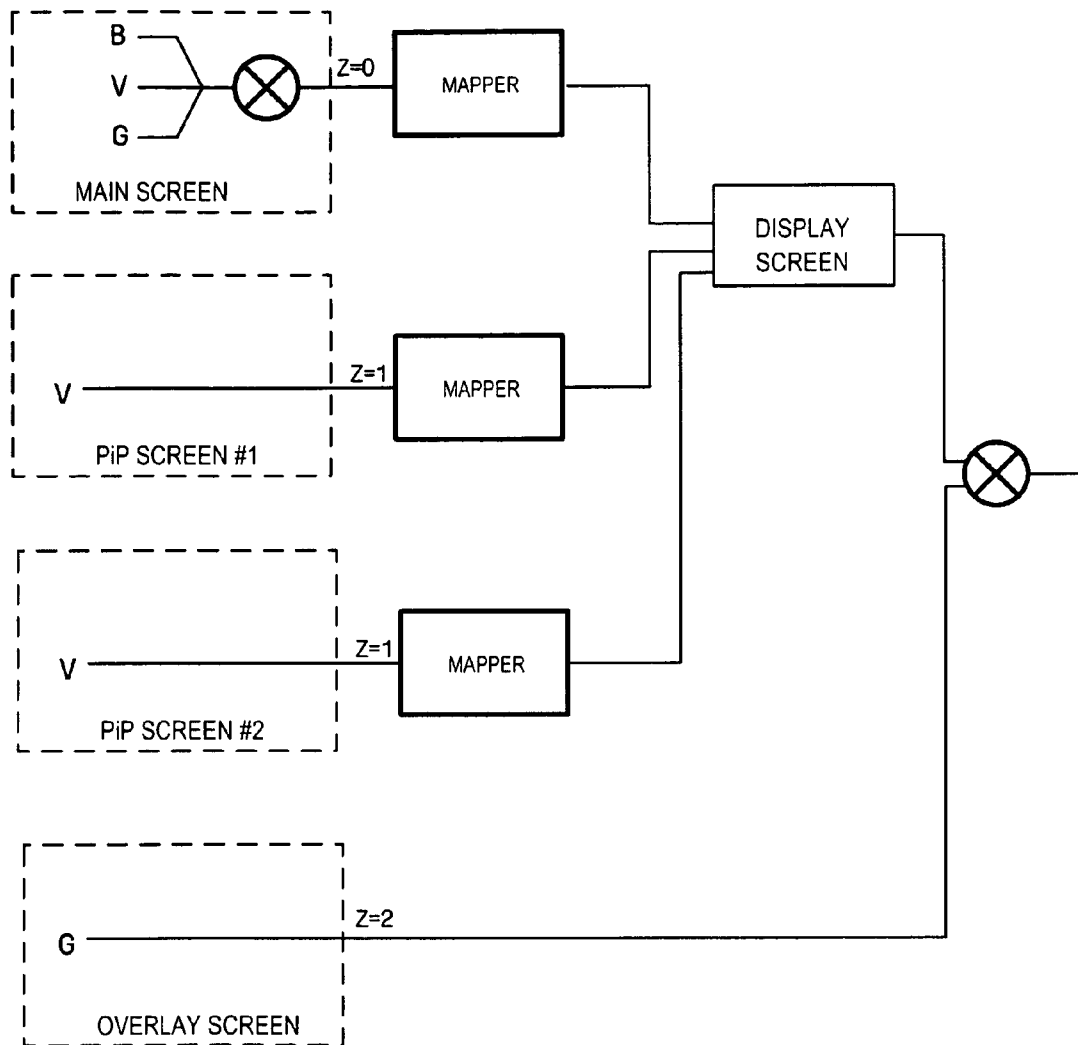 B
V
G
Z=0
MAPPER
MAIN SCREEN
DISPLAY
SCREEN
V
Z=1
MAPPER
PiP SCREEN #1
V
Z=1
MAPPER
PiP SCREEN #2
G
Z=2
OVERLAY SCREEN